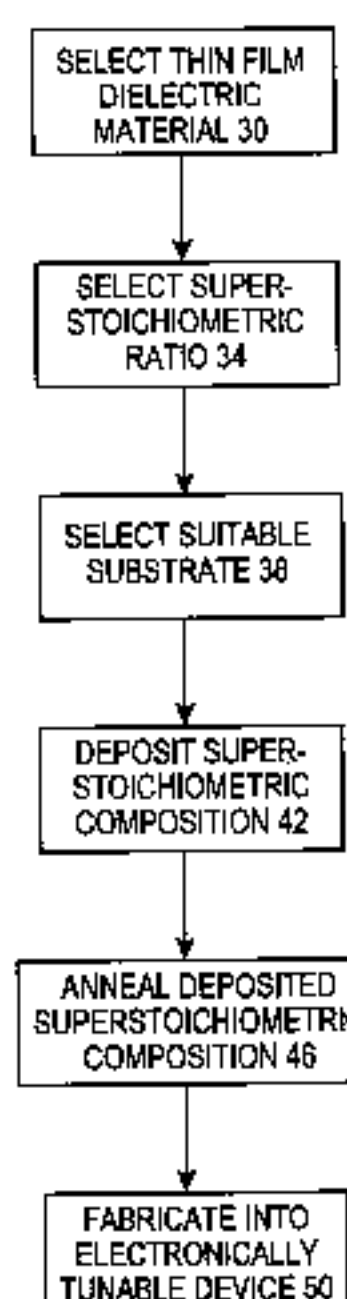 SELECT THIN FILM
DIELECTRIC
MATERIAL 30
SELECT SUPER-
STOICHIOMETRIC
RATIO 34
SELECT SUITABLE
SUBSTRATE 38
DEPOSIT SUPER-
STOICHIOMETRIC
COMPOSITION 42
ANNEAL DEPOSITED
SUPERSTOICHIOMETRI
COMPOSITION 46
FABRICATE INTO
ELECTRONICALLY
TUNABLE DEVICE 50